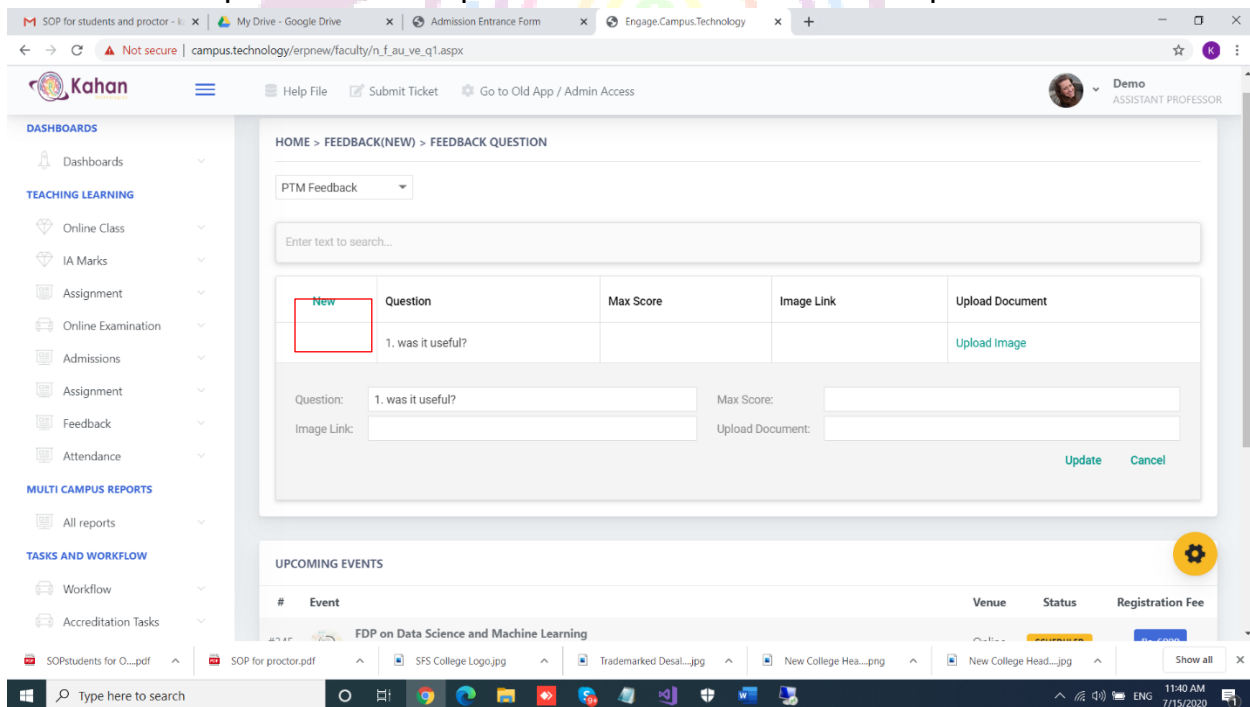 SOP for students and proctor - k
My Drive - Google Drive
Admission Entrance Form
Engage.Campus.Technology
Not secure | campus.technology/erpnew/faculty/n_f_au_ve_q1.aspx
K
Kahan
Help File
Submit Ticket
Go to Old App / Admin Access
Demo
ASSISTANT PROFESSOR
DASHBOARDS
Dashboards
TEACHING LEARNING
Online Class
IA Marks
Assignment
Online Examination
Admissions
Assignment
Feedback
Attendance
MULTI CAMPUS REPORTS
All reports
TASKS AND WORKFLOW
Workflow
Accreditation Tasks
HOME > FEEDBACK(NEW) > FEEDBACK QUESTION
PTM Feedback
Enter text to search...
New Question Max Score Image Link Upload Document
1. was it useful? Upload Image
Question: 1. was it useful? Max Score:
Image Link: Upload Document:
Update Cancel
UPCOMING EVENTS
# Event Venue Status Registration Fee
FDP on Data Science and Machine Learning
SOPstudents for O....pdf
SOP for proctor.pdf
SFS College Logo.jpg
Trademarked Desal....jpg
New College Hea....png
New College Head....jpg
Show all
Type here to search
ENG
11:40 AM
7/15/2020